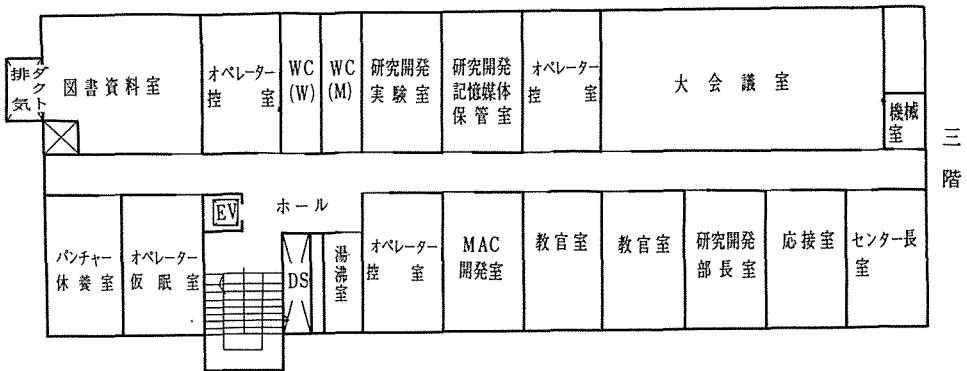 排気
ダクト
図書資料室
オペレーター
控室
WC
(W)
WC
(M)
研究開発
実験室
研究開発
記憶媒体
保管室
オペレーター
控室
大会議室
機械
室
三階
EV
ホール
パンチャー
休養室
オペレーター
仮眠室
DS
湯沸室
オペレーター
控室
MAC
開発室
教官室
教官室
研究開発
部長室
応接室
センター長
室